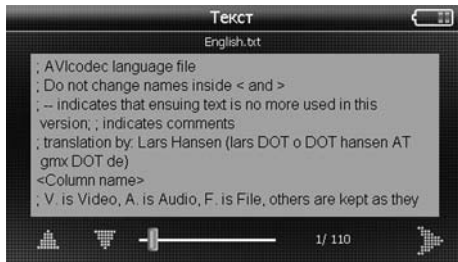 Текст
English.txt
; AVIcodec language file
; Do not change names inside < and >
; -- indicates that ensuing text is no more used in this
version; ; indicates comments
; translation by: Lars Hansen (lars DOT o DOT hansen AT
gmx DOT de)
<Column name>
; V. is Video, A. is Audio, F. is File, others are kept as they
1/ 110